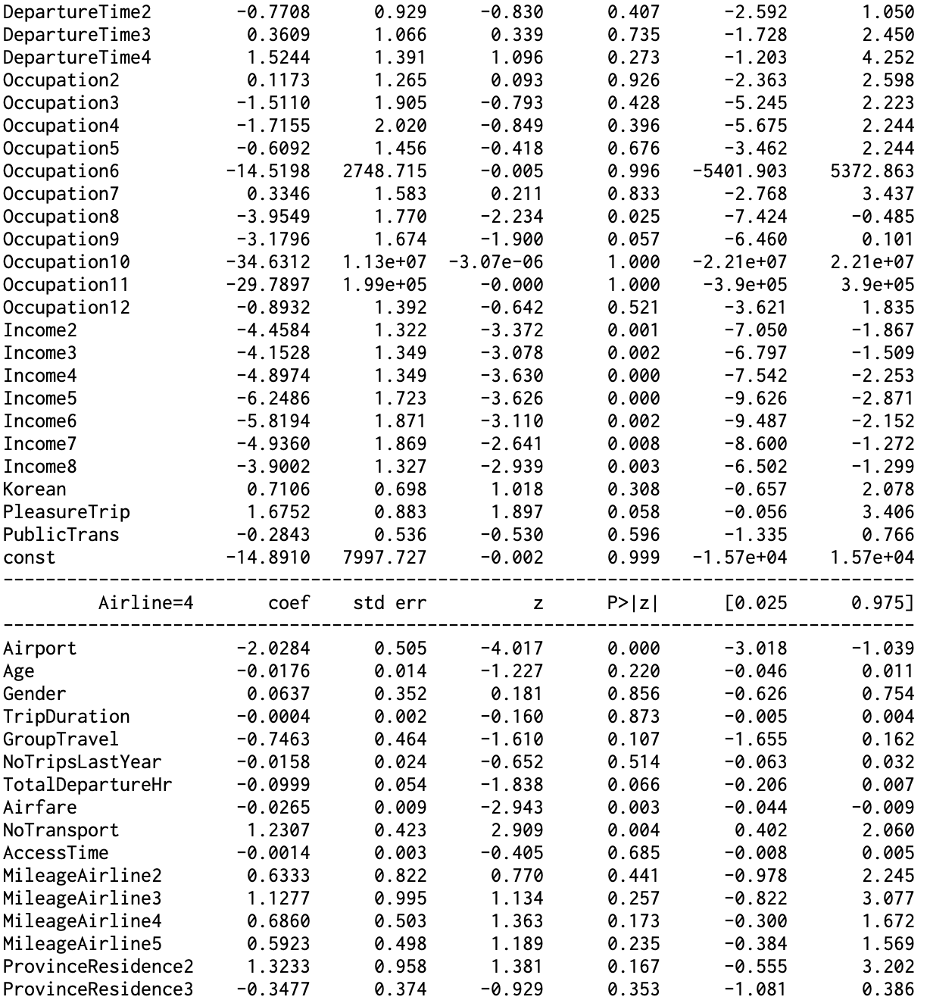 DepartureTime2 -0.7708 0.929 -0.830 0.407 -2.592 1.050
DepartureTime3 0.3609 1.066 0.339 0.735 -1.728 2.450
DepartureTime4 1.5244 1.391 1.096 0.273 -1.203 4.252
Occupation2 0.1173 1.265 0.093 0.926 -2.363 2.598
Occupation3 -1.5110 1.905 -0.793 0.428 -5.245 2.223
Occupation4 -1.7155 2.020 -0.849 0.396 -5.675 2.244
Occupation5 -0.6092 1.456 -0.418 0.676 -3.462 2.244
Occupation6 -14.5198 2748.715 -0.005 0.996 -5401.903 5372.863
Occupation7 0.3346 1.583 0.211 0.833 -2.768 3.437
Occupation8 -3.9549 1.770 -2.234 0.025 -7.424 -0.485
Occupation9 -3.1796 1.674 -1.900 0.057 -6.460 0.101
Occupation10 -34.6312 1.13e+07 -3.07e-06 1.000 -2.21e+07 2.21e+07
Occupation11 -29.7897 1.99e+05 -0.000 1.000 -3.9e+05 3.9e+05
Occupation12 -0.8932 1.392 -0.642 0.521 -3.621 1.835
Income2 -4.4584 1.322 -3.372 0.001 -7.050 -1.867
Income3 -4.1528 1.349 -3.078 0.002 -6.797 -1.509
Income4 -4.8974 1.349 -3.630 0.000 -7.542 -2.253
Income5 -6.2486 1.723 -3.626 0.000 -9.626 -2.871
Income6 -5.8194 1.871 -3.110 0.002 -9.487 -2.152
Income7 -4.9360 1.869 -2.641 0.008 -8.600 -1.272
Income8 -3.9002 1.327 -2.939 0.003 -6.502 -1.299
Korean 0.7106 0.698 1.018 0.308 -0.657 2.078
PleasureTrip 1.6752 0.883 1.897 0.058 -0.056 3.406
PublicTrans -0.2843 0.536 -0.530 0.596 -1.335 0.766
const -14.8910 7997.727 -0.002 0.999 -1.57e+04 1.57e+04
--------------------------------------------------------------------------------------
Airline=4 coef std err z P>|z| [0.025 0.975]
--------------------------------------------------------------------------------------
Airport -2.0284 0.505 -4.017 0.000 -3.018 -1.039
Age -0.0176 0.014 -1.227 0.220 -0.046 0.011
Gender 0.0637 0.352 0.181 0.856 -0.626 0.754
TripDuration -0.0004 0.002 -0.160 0.873 -0.005 0.004
GroupTravel -0.7463 0.464 -1.610 0.107 -1.655 0.162
NoTripsLastYear -0.0158 0.024 -0.652 0.514 -0.063 0.032
TotalDepartureHr -0.0999 0.054 -1.838 0.066 -0.206 0.007
Airfare -0.0265 0.009 -2.943 0.003 -0.044 -0.009
NoTransport 1.2307 0.423 2.909 0.004 0.402 2.060
AccessTime -0.0014 0.003 -0.405 0.685 -0.008 0.005
MileageAirline2 0.6333 0.822 0.770 0.441 -0.978 2.245
MileageAirline3 1.1277 0.995 1.134 0.257 -0.822 3.077
MileageAirline4 0.6860 0.503 1.363 0.173 -0.300 1.672
MileageAirline5 0.5923 0.498 1.189 0.235 -0.384 1.569
ProvinceResidence2 1.3233 0.958 1.381 0.167 -0.555 3.202
ProvinceResidence3 -0.3477 0.374 -0.929 0.353 -1.081 0.386